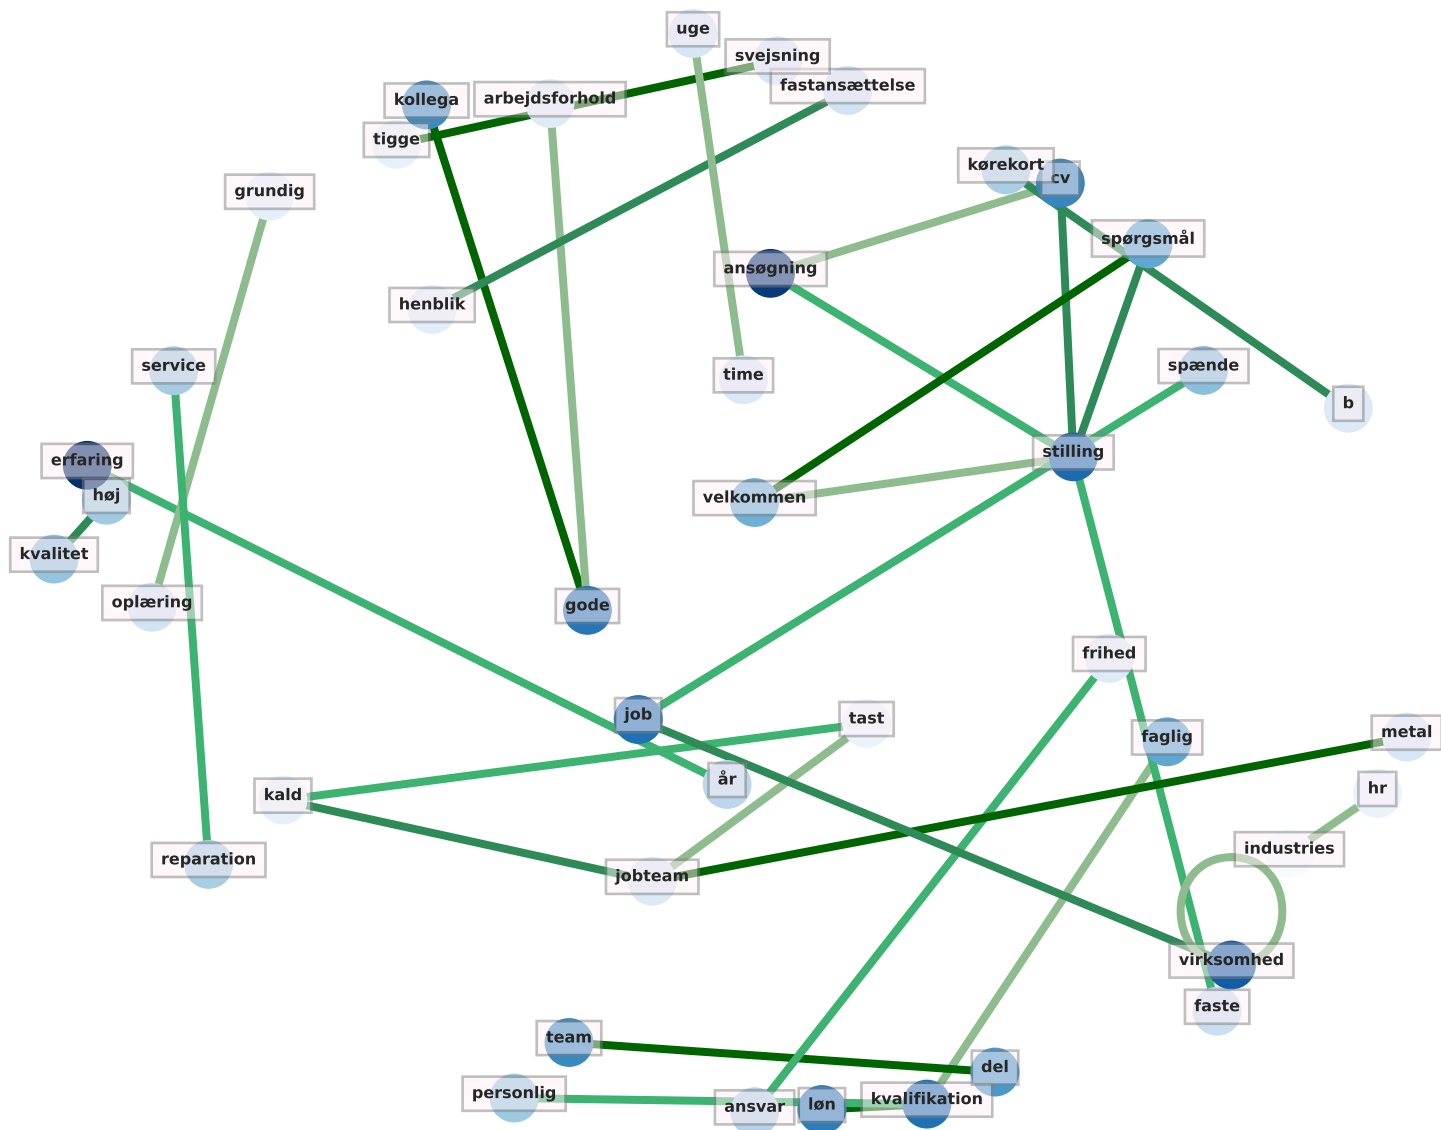 uge
svejsning
fastansættelse
kollega
arbejdsforhold
tigge
kørekort
cv
grundig
spørgsmål
ansøgning
henblik
service
time
spænde
b
erfaring
stilling
høj
velkommen
kvalitet
oplæring
gode
frihed
job
tast
faglig
metal
år
kald
hr
industries
reparation
jobteam
virksomhed
faste
team
del
personlig
ansvar
løn
kvalifikation